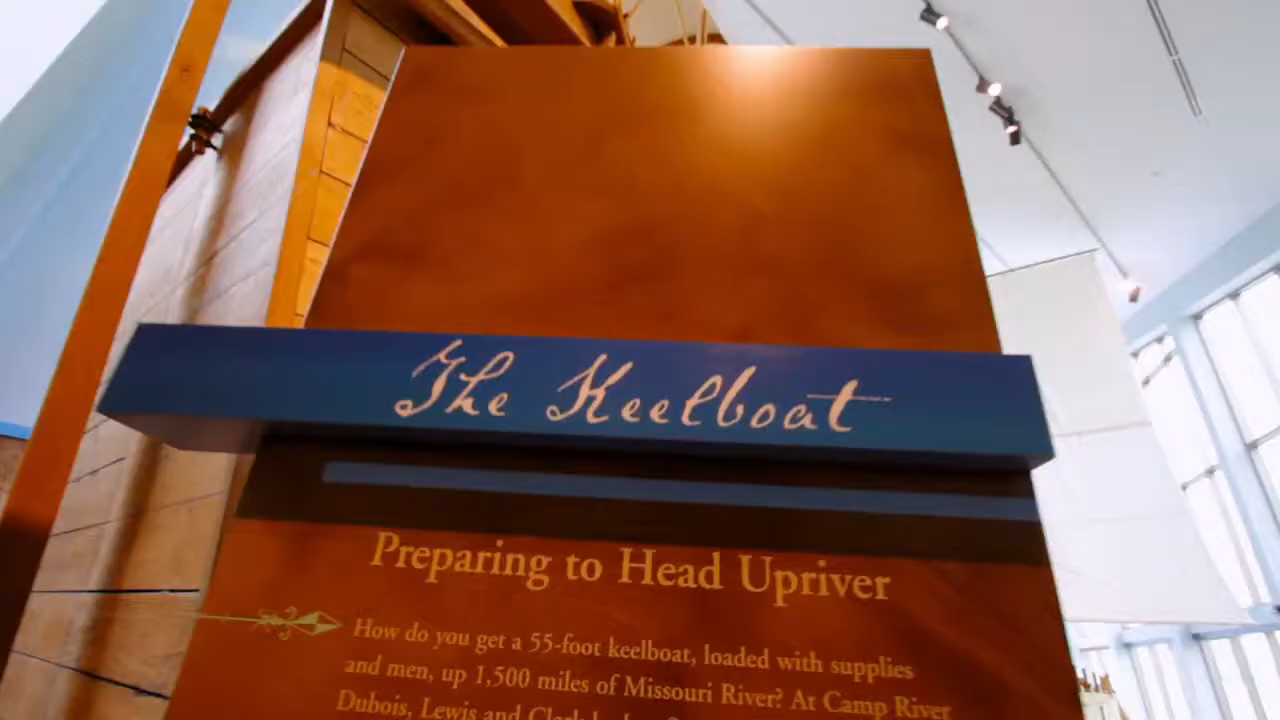 The Keelboat
Preparing to Head Upriver
How do you get a 55-foot keelboat, loaded with supplies
and men, up 1,500 miles of Missouri River? At Camp River
Dubois, Lewis and Clark